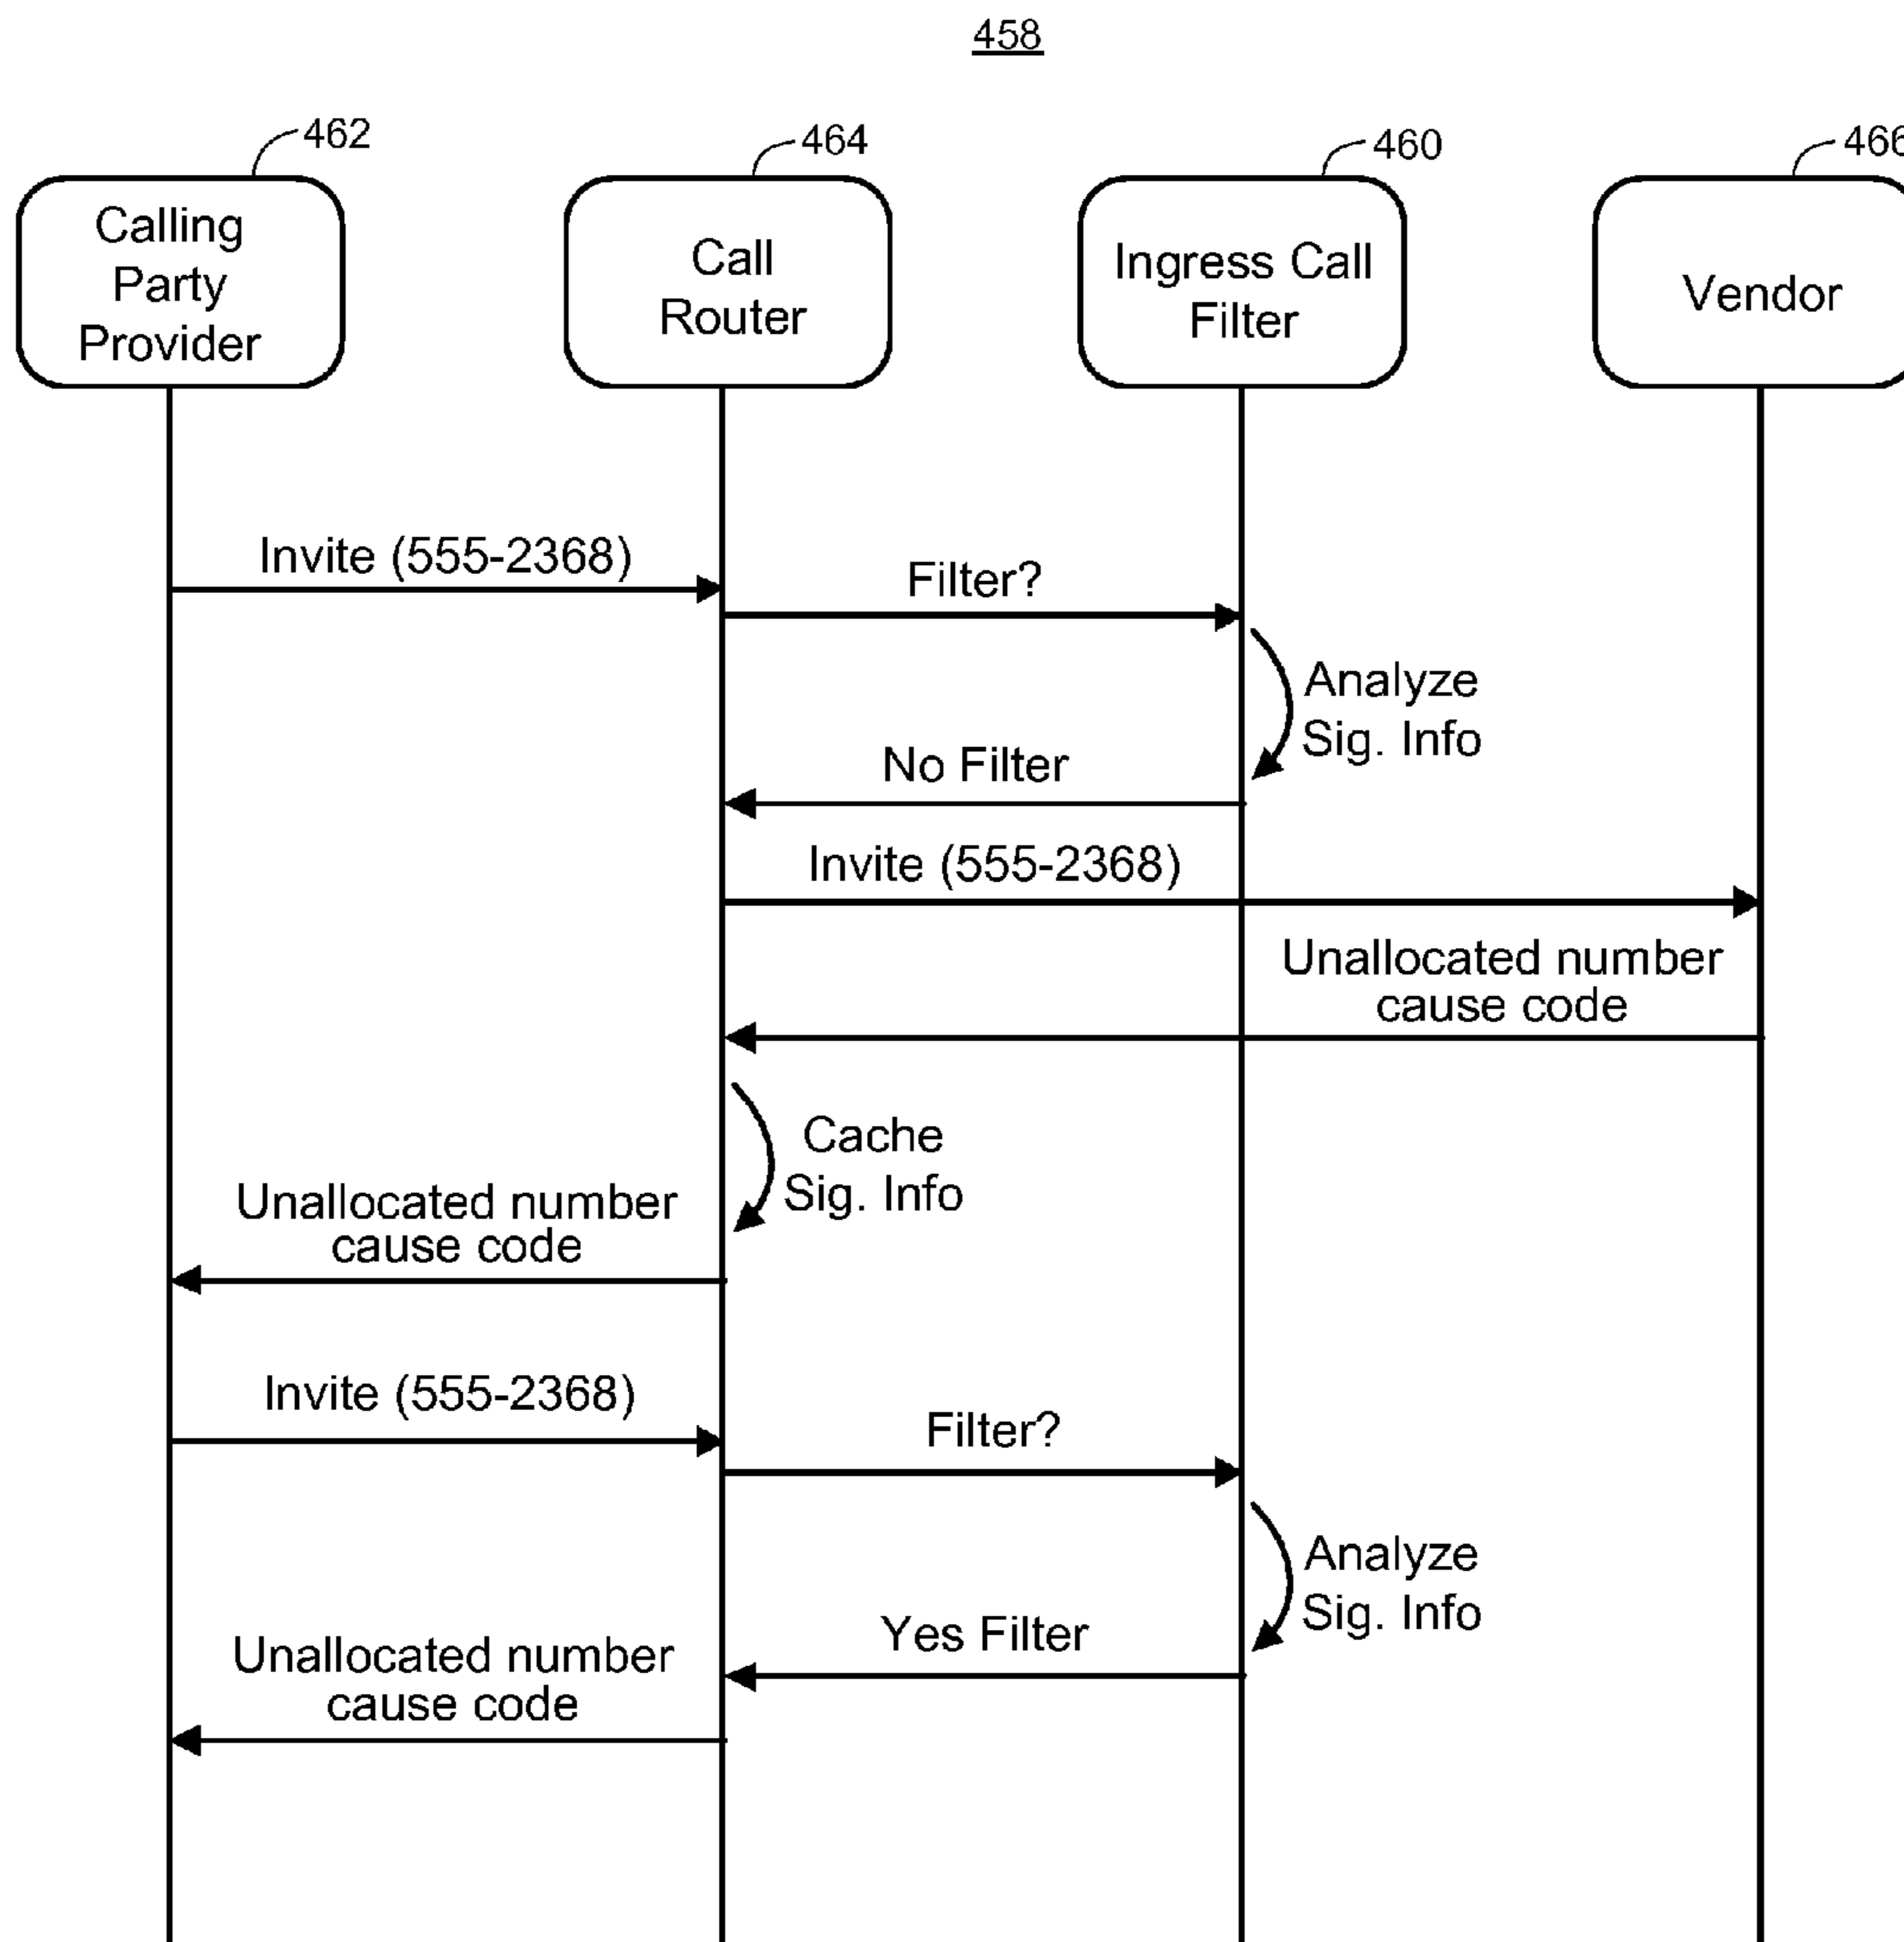 458
462
464
460
466
Calling
Party
Provider
Call
Router
Ingress Call
Filter
Vendor
Invite (555-2368)
Filter?
Analyze
Sig. Info
No Filter
Invite (555-2368)
Unallocated number
cause code
Cache
Sig. Info
Unallocated number
cause code
Invite (555-2368)
Filter?
Analyze
Sig. Info
Yes Filter
Unallocated number
cause code